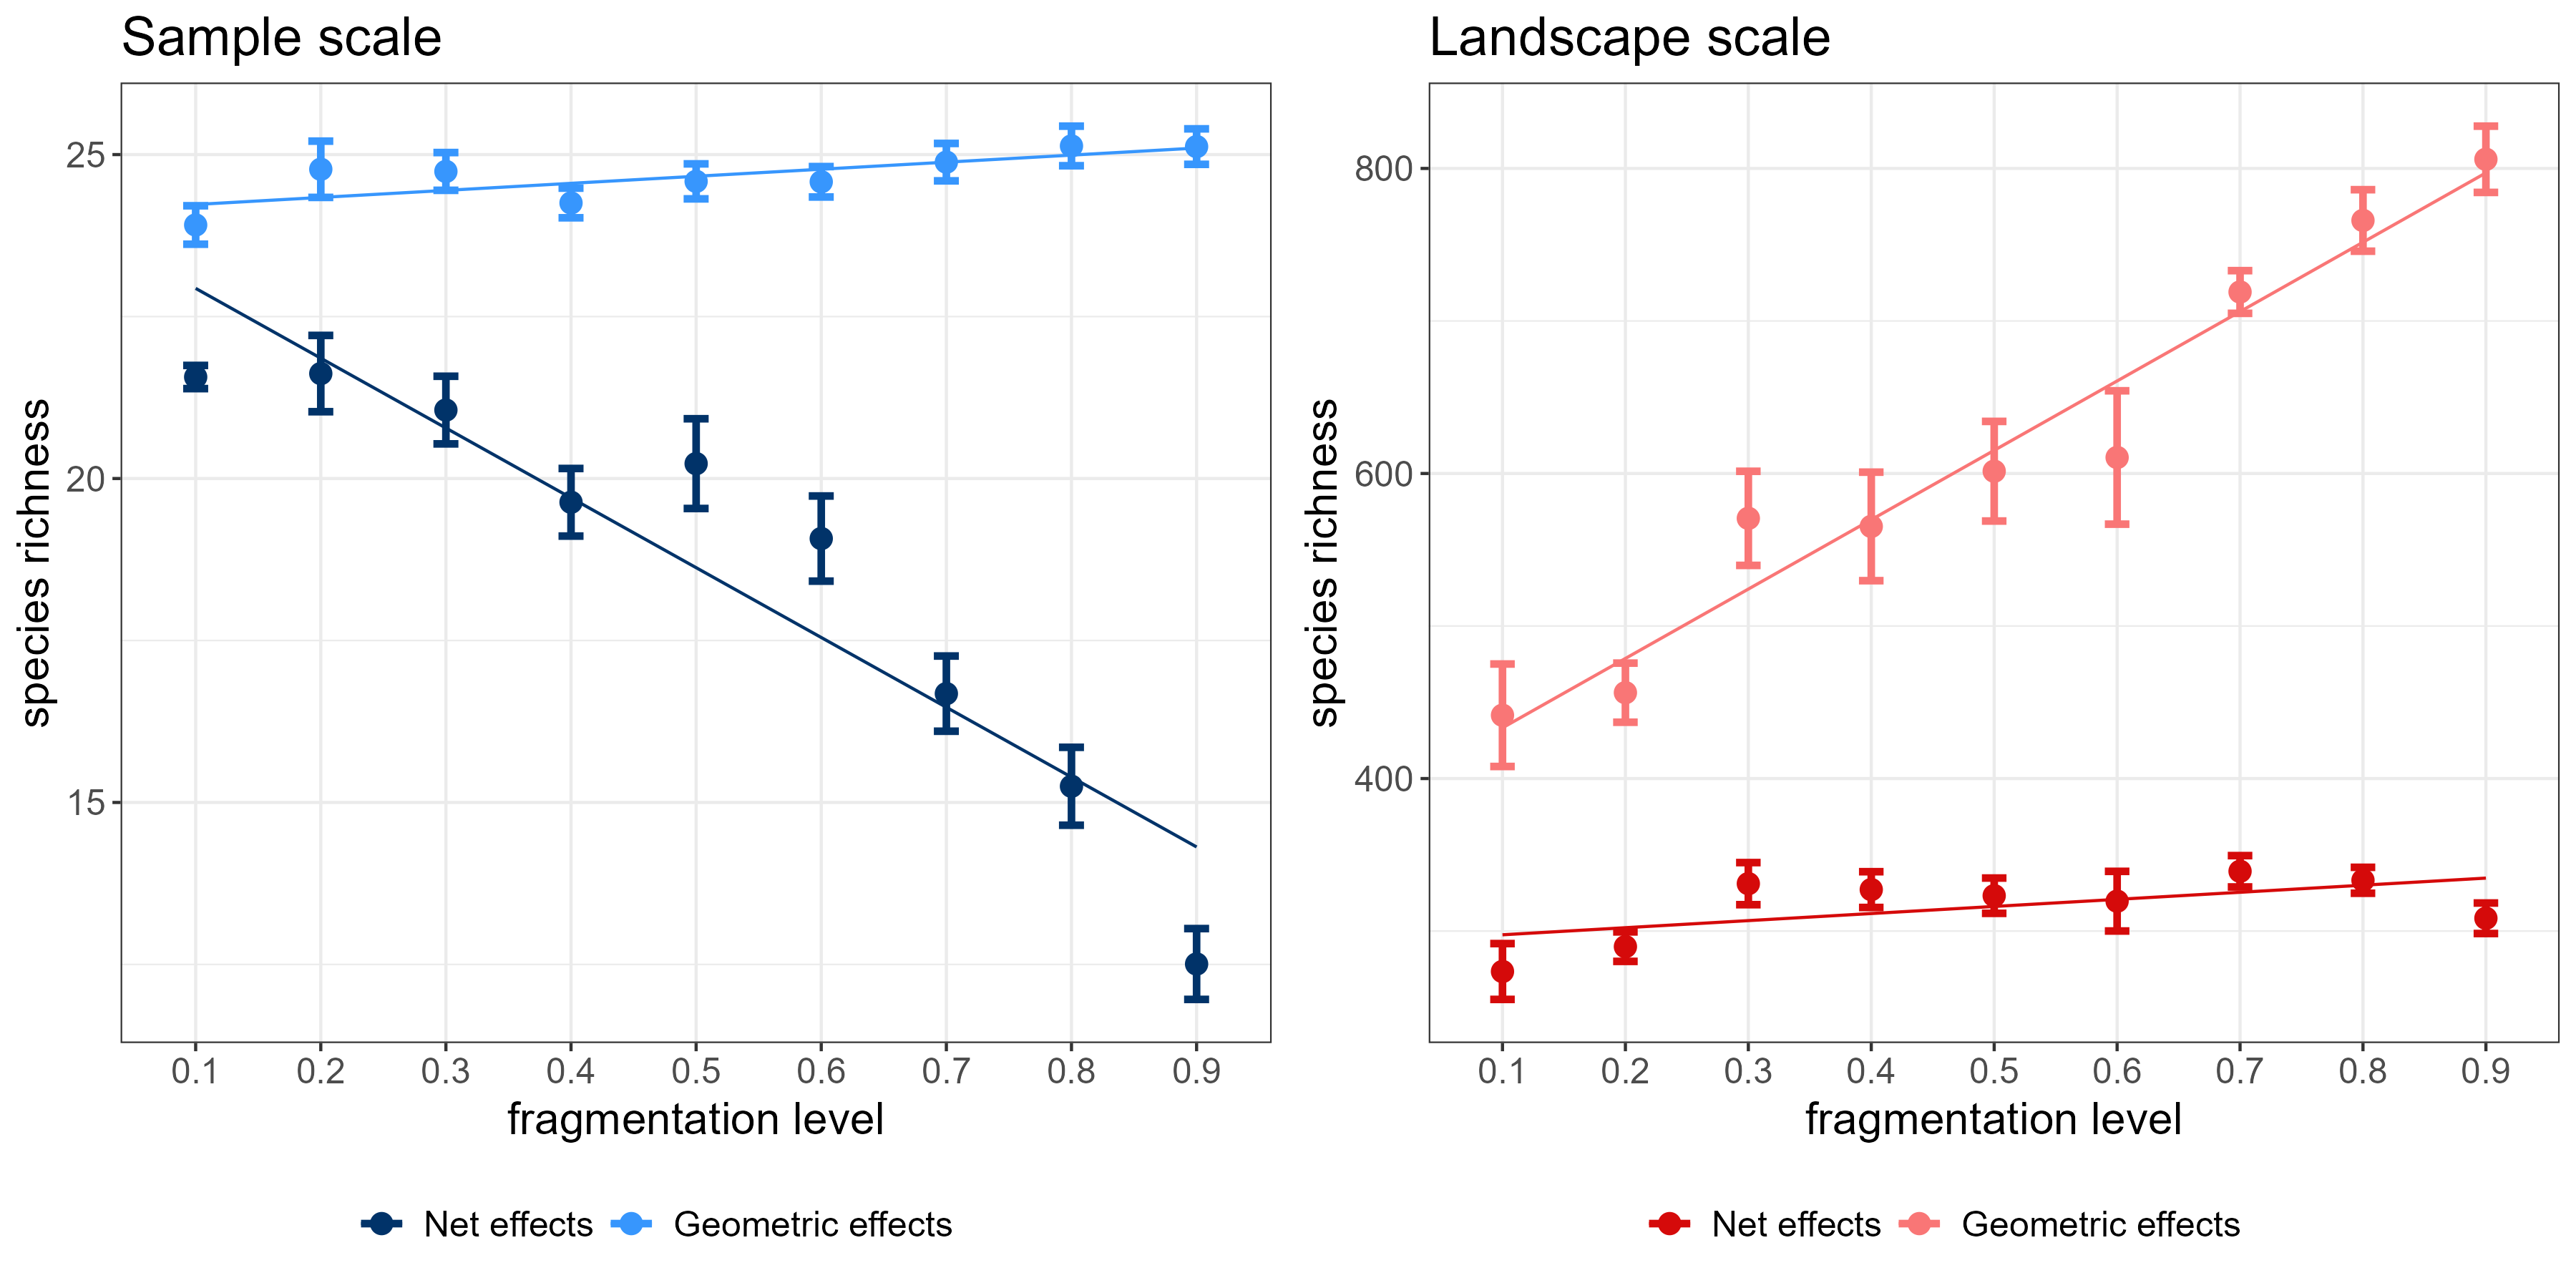 Sample scale
25
20
15
species richness
0.1 0.2 0.3 0.4 0.5 0.6 0.7 0.8 0.9
fragmentation level
Net effects Geometric effects
Landscape scale
800
600
400
species richness
0.1 0.2 0.3 0.4 0.5 0.6 0.7 0.8 0.9
fragmentation level
Net effects Geometric effects